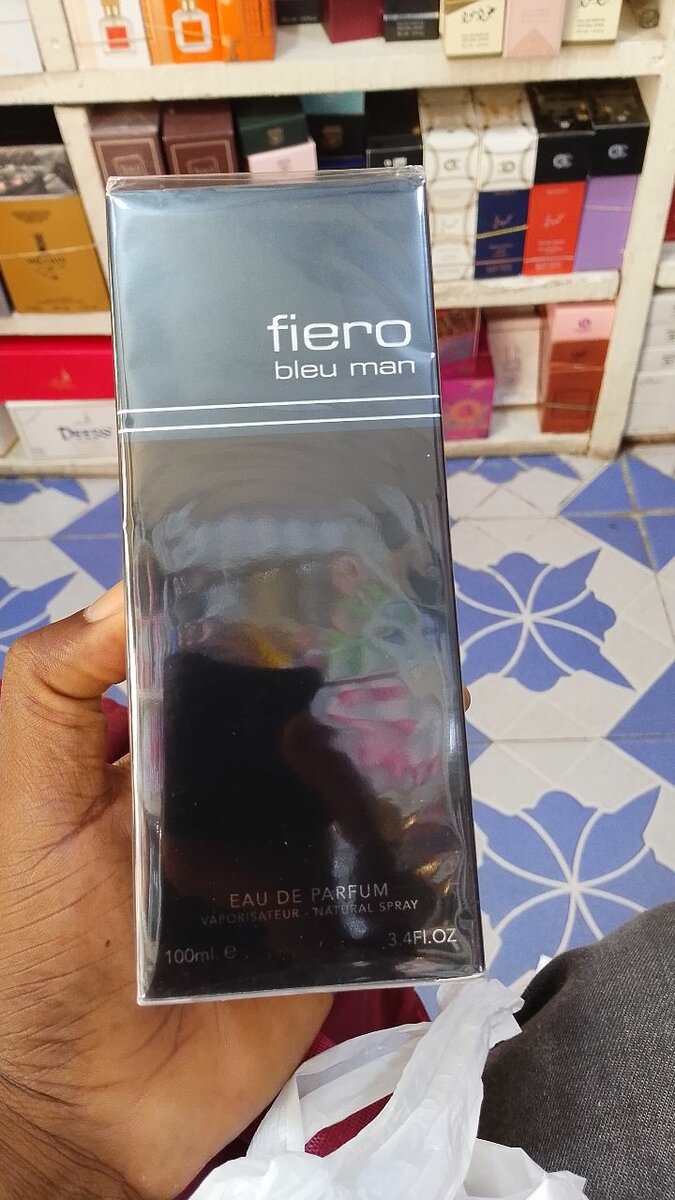 fiero
bleu man
EAU DE PARFUM
VAPORISATEUR - NATURAL SPRAY
100ml. e
3.4Fl.OZ